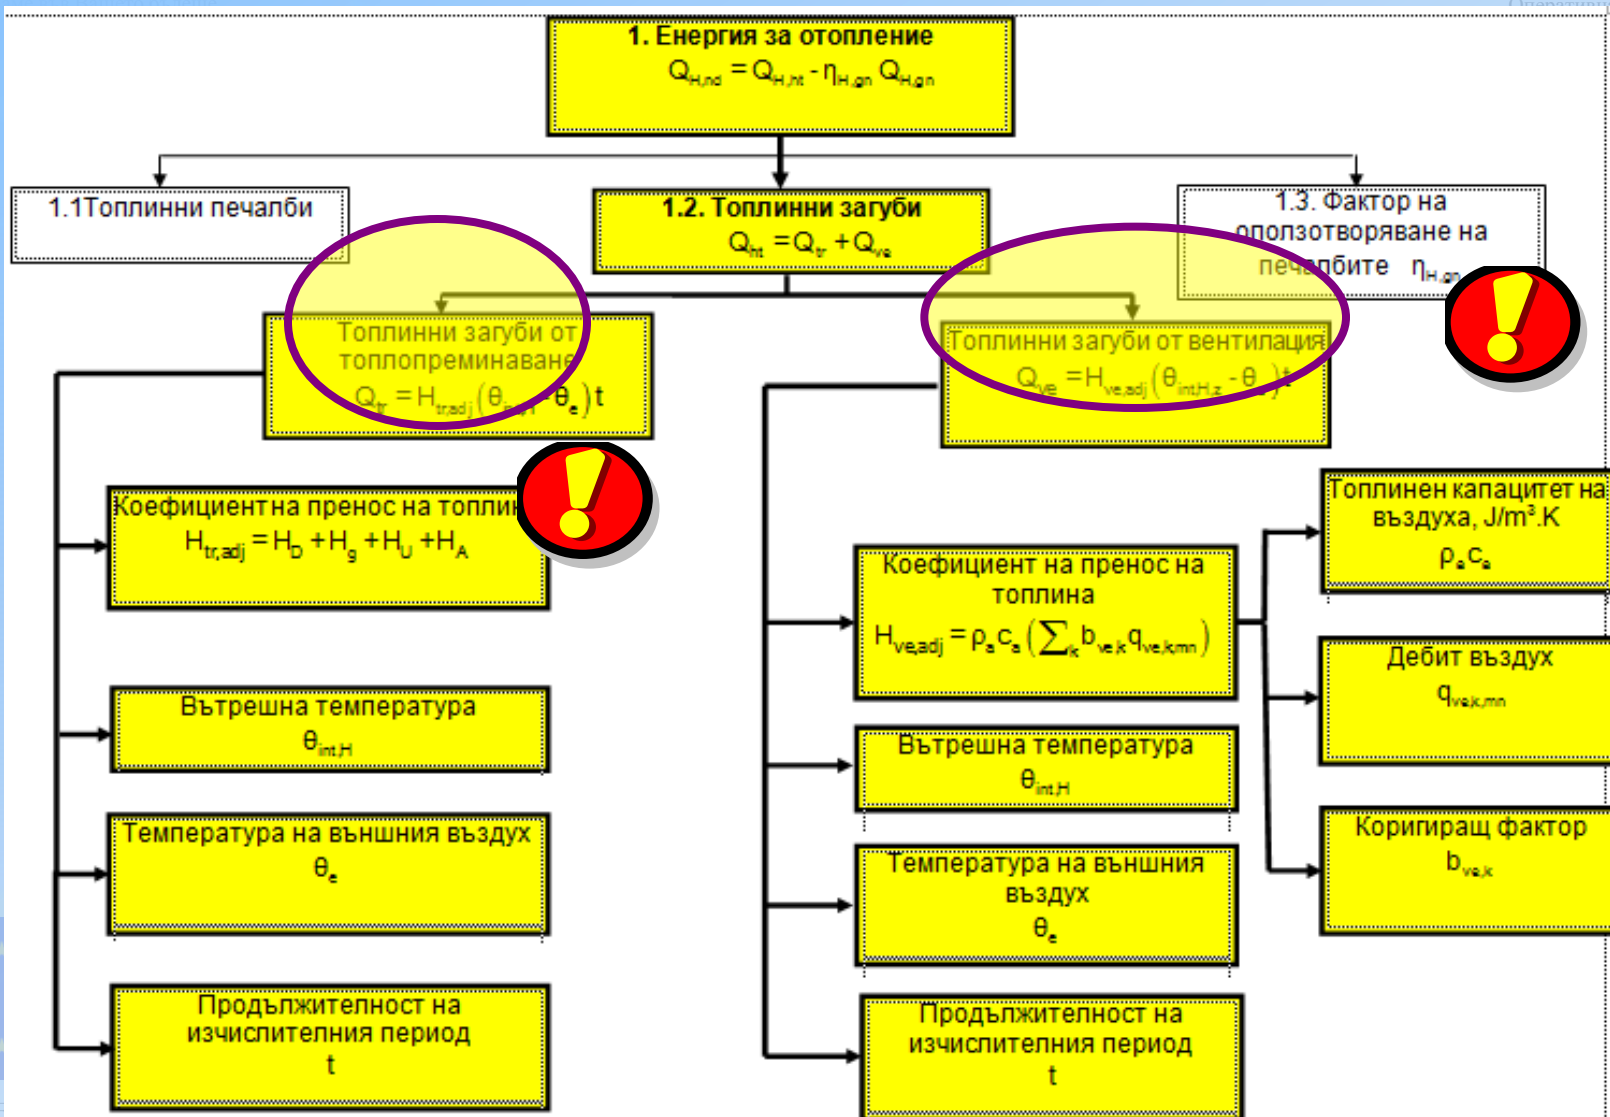 1. Енергия за отопление
Q_H,nd = Q_H,ht - η_H,gn Q_H,gn
1.1Топлинни печалби
1.2. Топлинни загуби
Q_ht = Q_tr + Q_ve
1.3. Фактор на
оползотворяване на
печалбите η_H,gn
Топлинни загуби от
топлопреминаване
Q_tr = H_tr,adj (θ_int,H - θ_e) t
Топлинни загуби от вентилация
Q_ve = H_ve,adj (θ_int,H,z - θ_e) t
Коефициент на пренос на
H_tr,adj = H_D + H_g + H_U + H_A
Вътрешна температура
θ_int,H
Температура на външния въздух
θ_e
Продължителност на
изчислителния период
t
Коефициент на пренос на
топлина
H_ve,adj = ρ_a c_a (∑_k b_ve,k q_ve,k,mn)
Вътрешна температура
θ_int,H
Температура на външния
въздух
θ_e
Продължителност на
изчислителния период
t
Топлинен капацитет на
въздуха, J/m³.K
ρ_a c_a
Дебит въздух
q_ve,k,mn
Коригиращ фактор
b_ve,k